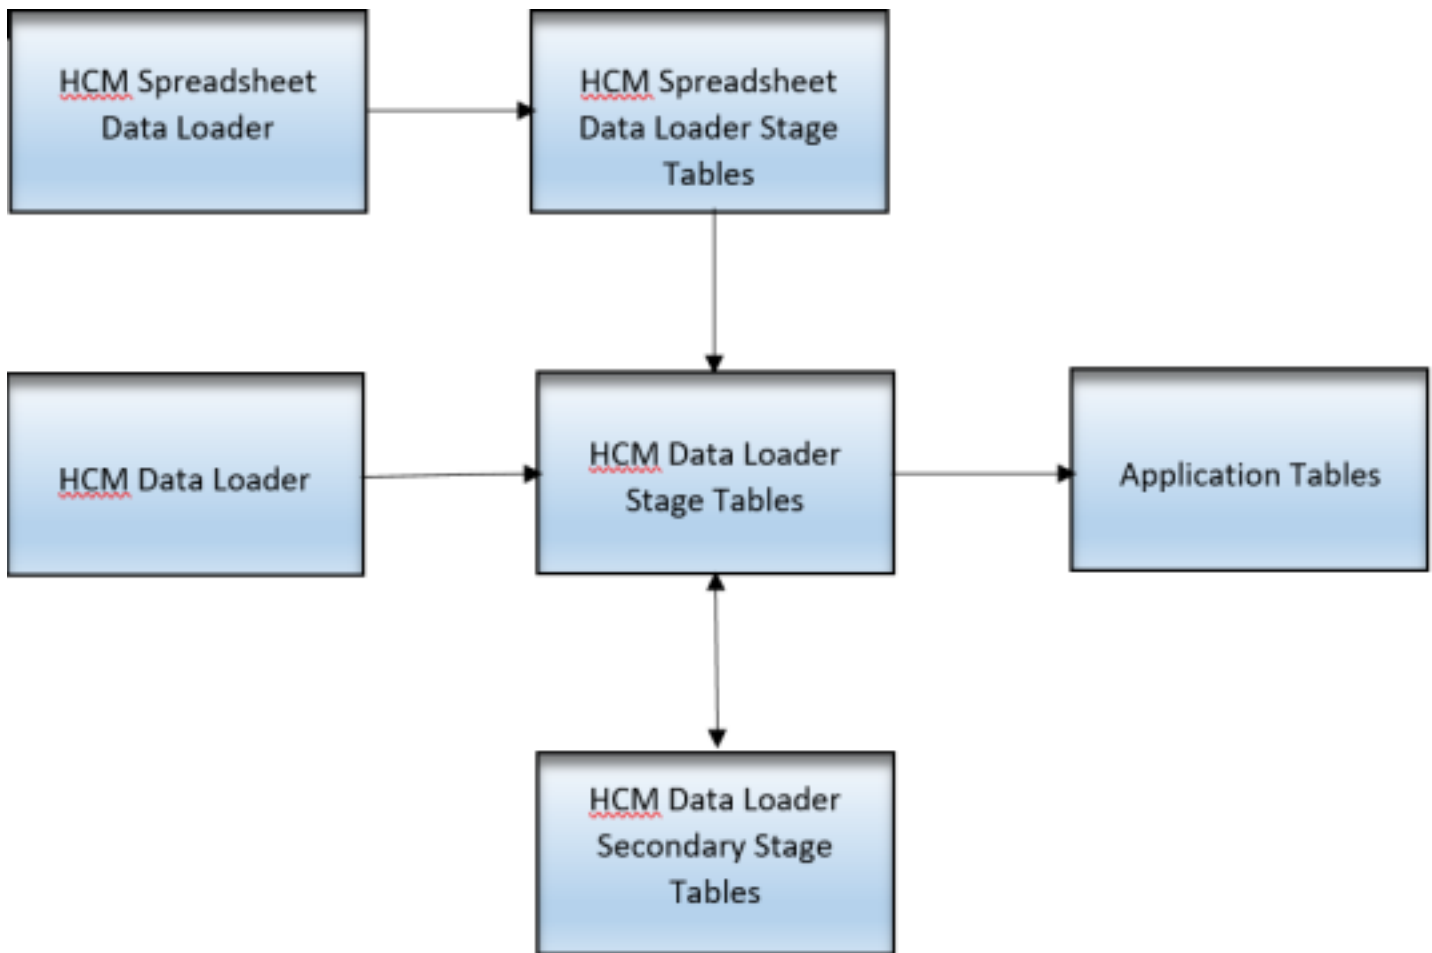 HCM Spreadsheet
Data Loader
HCM Spreadsheet
Data Loader Stage
Tables
HCM Data Loader
HCM Data Loader
Stage Tables
Application Tables
HCM Data Loader
Secondary Stage
Tables